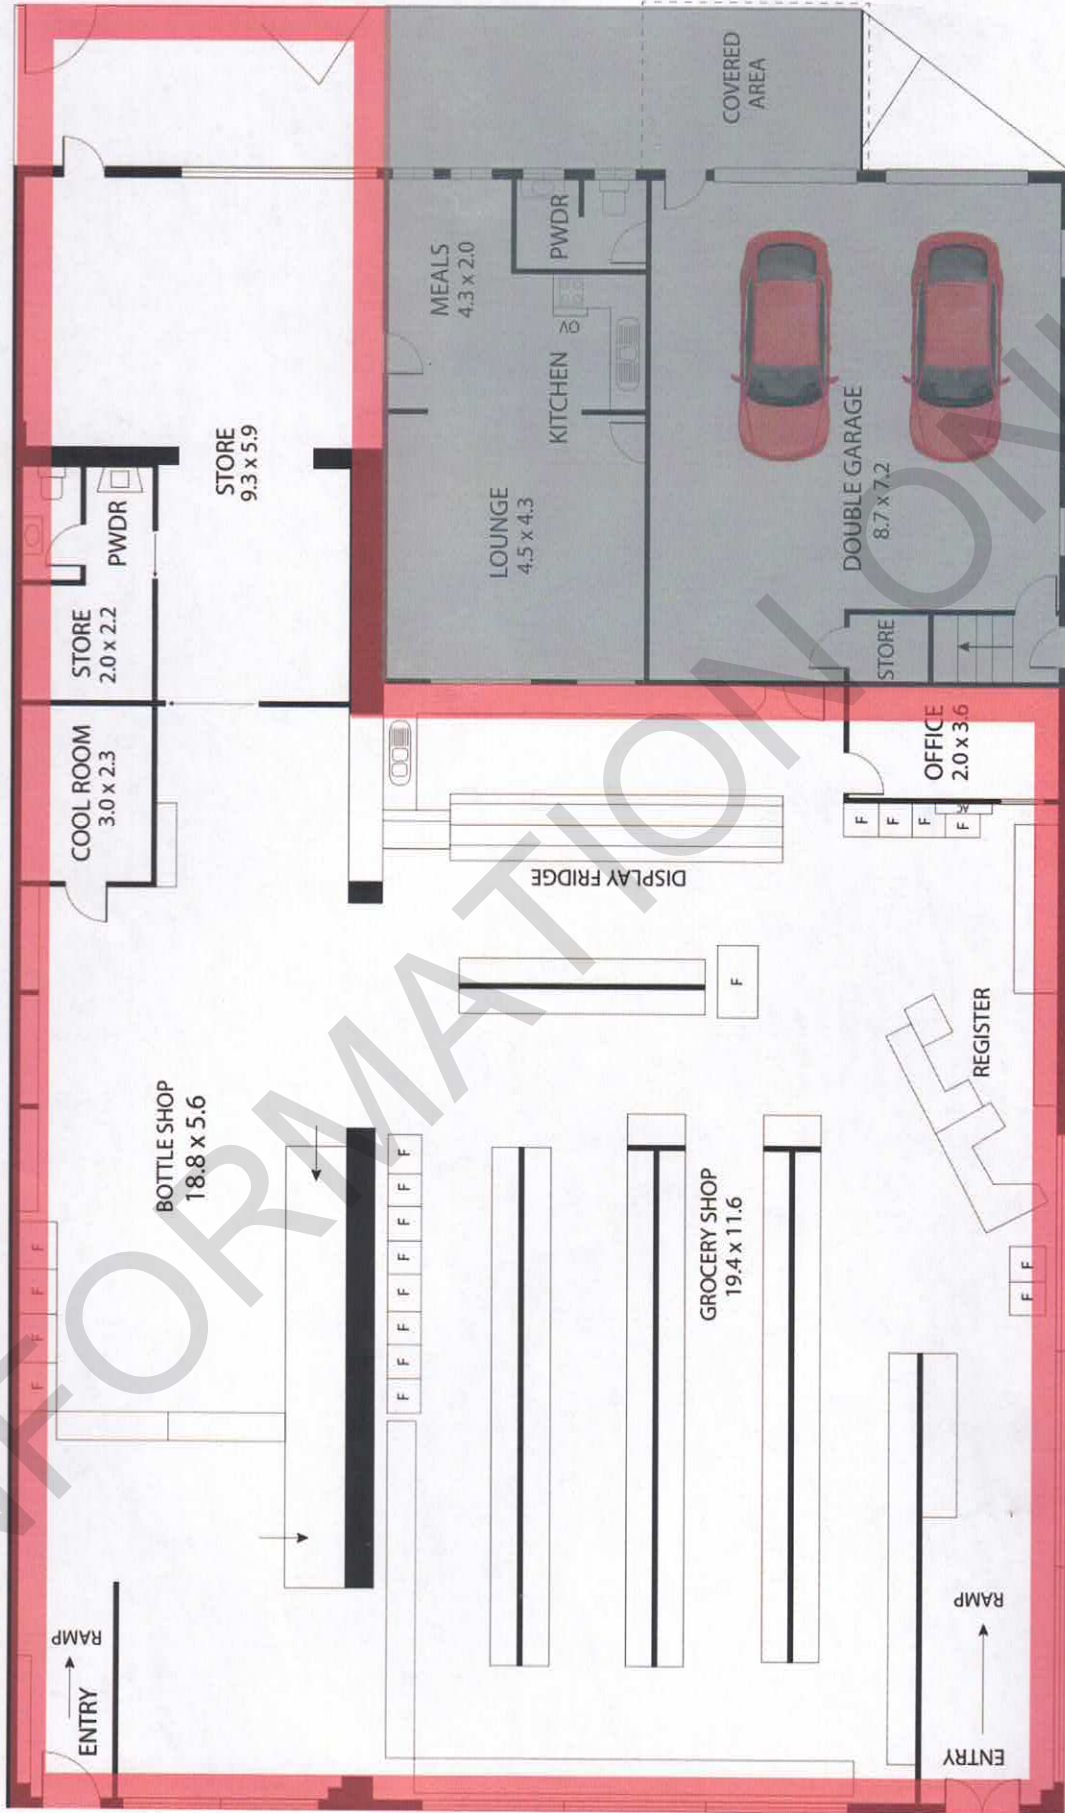 COVERED
AREA
MEALS
4.3 x 2.0
PWDR
OV
KITCHEN
STORE
9.3 x 5.9
PWDR
LOUNGE
4.5 x 4.3
DOUBLE GARAGE
8.7 x 7.2
STORE
2.0 x 2.2
STORE
COOL ROOM
3.0 x 2.3
OFFICE
2.0 x 3.6
F
F
F
F
DISPLAY FRIDGE
F
REGISTER
BOTTLE SHOP
18.8 x 5.6
F
F
F
F
F
F
F
F
F
F
F
F
GROCERY SHOP
19.4 x 11.6
F
F
RAMP
ENTRY
RAMP
ENTRY
FORMATION ON